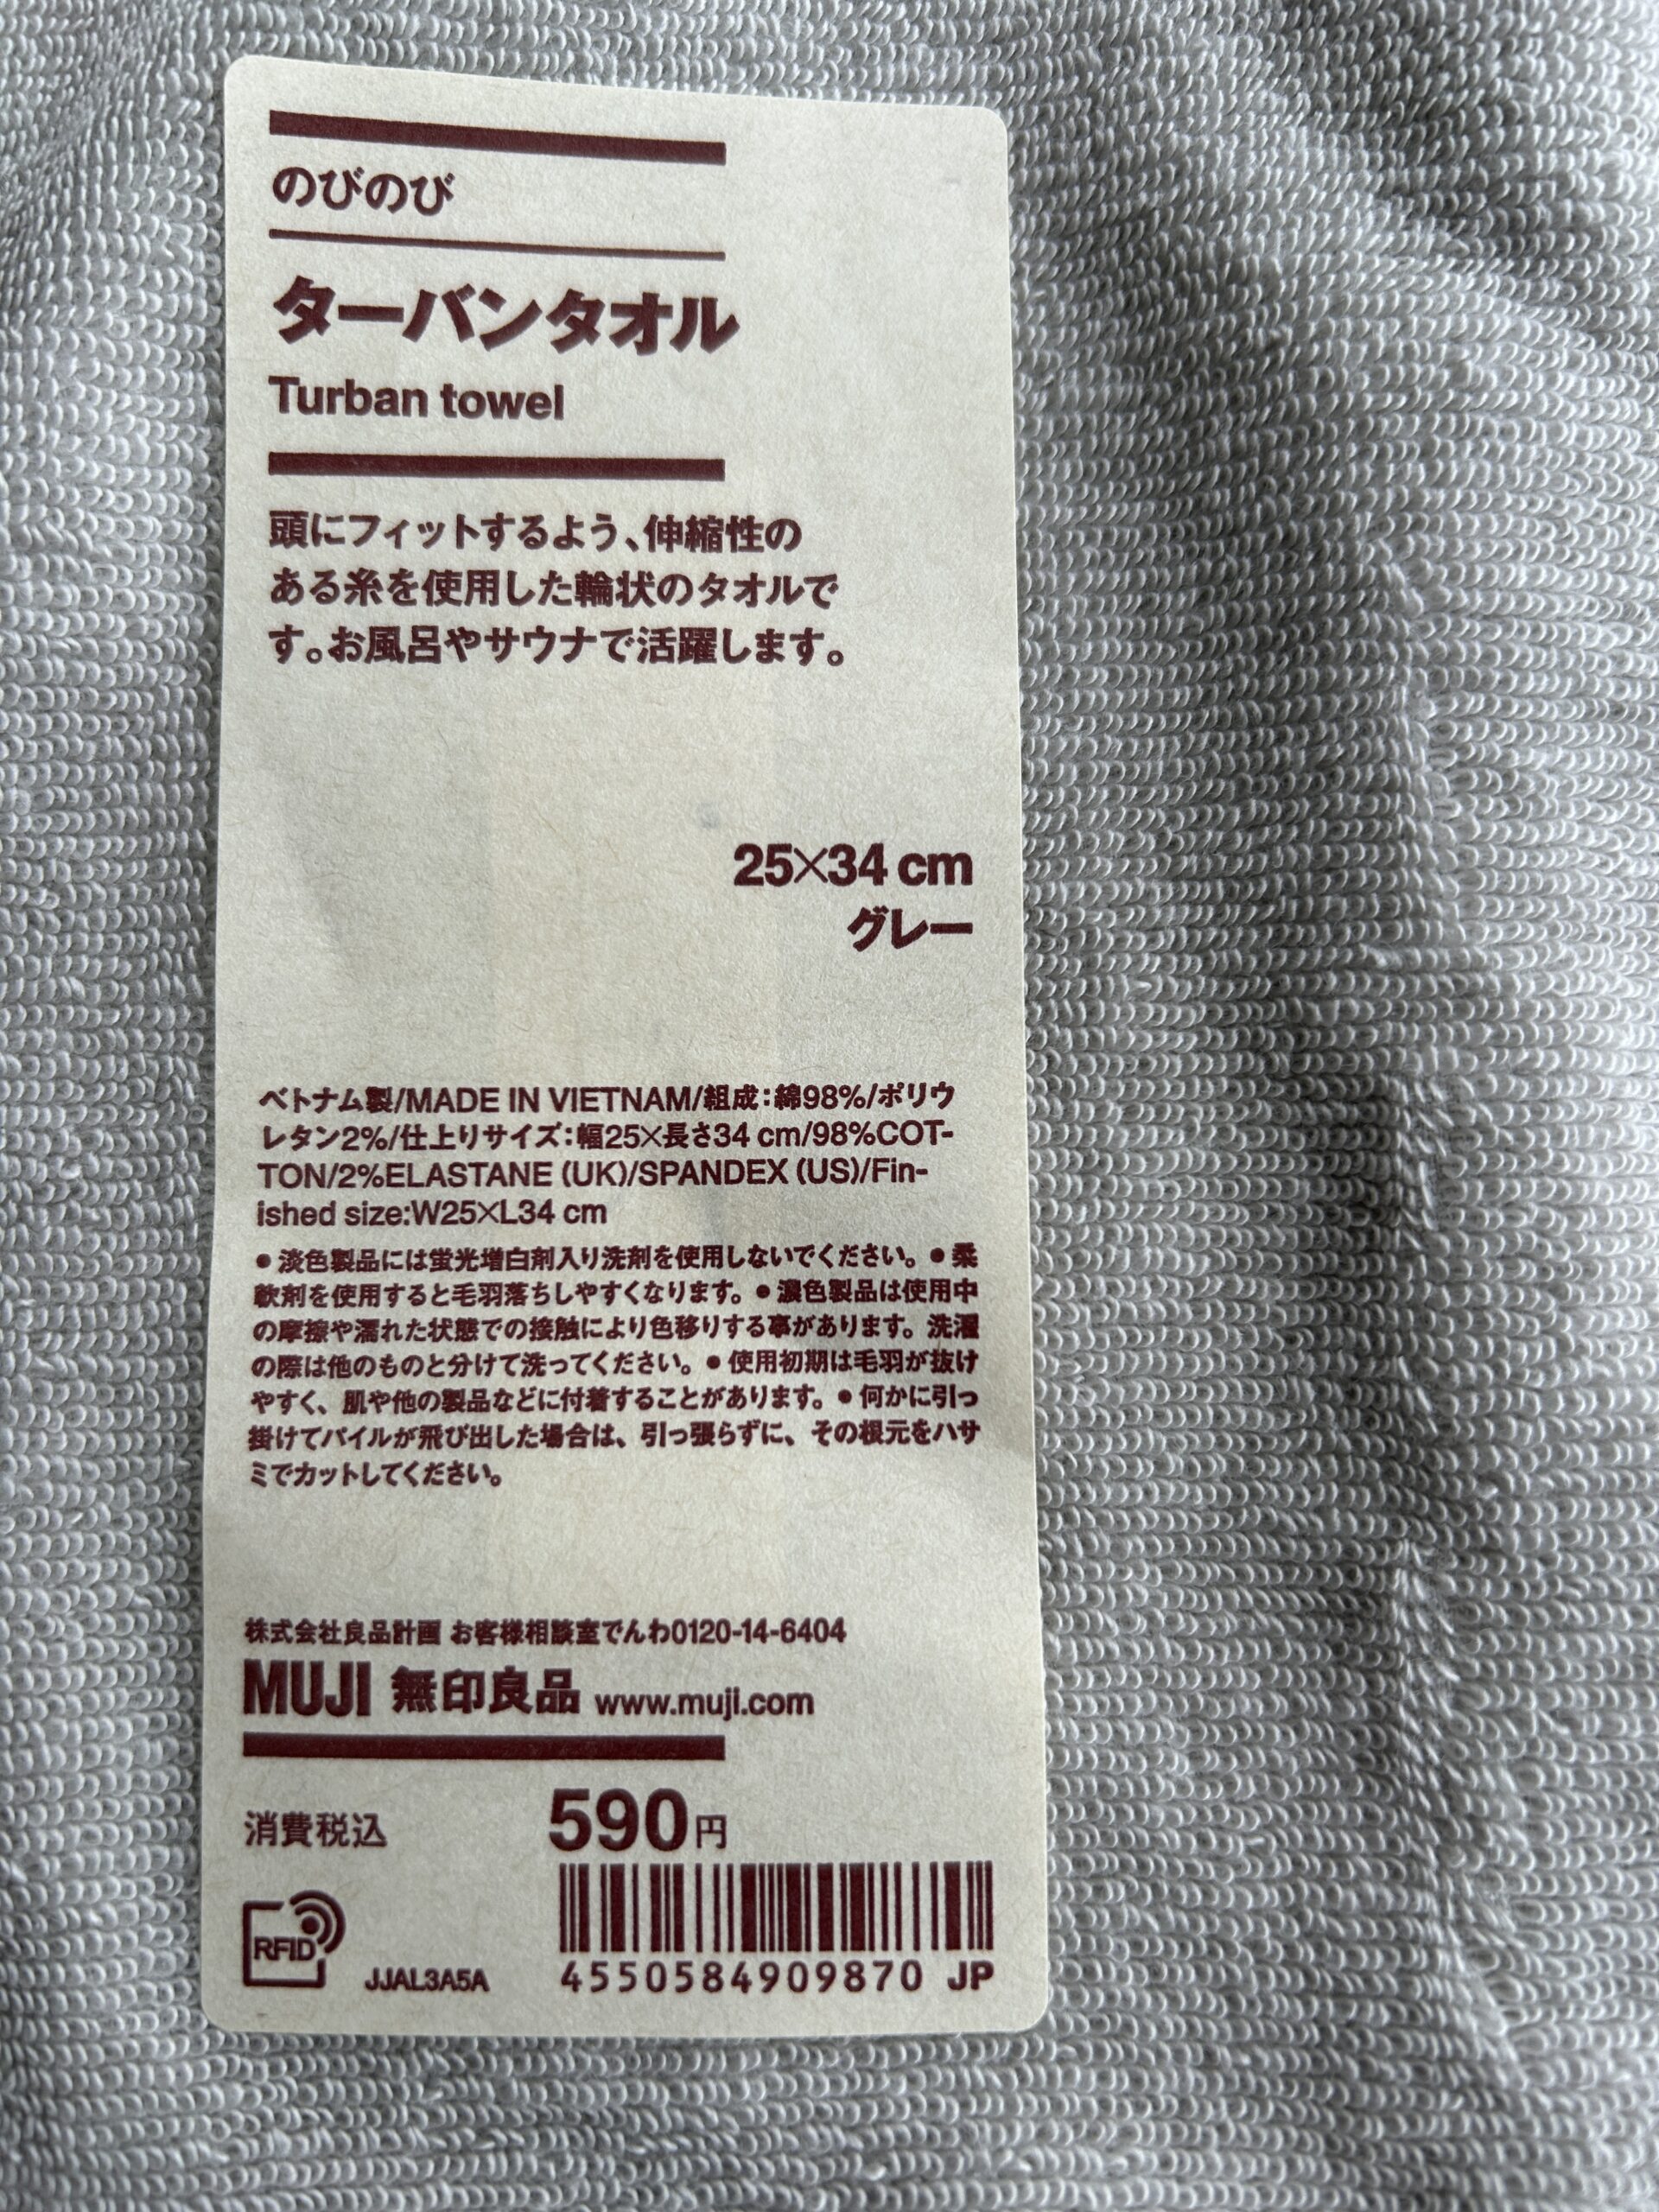 のびのび
ターバンタオル
Turban towel
頭にフィットするよう、伸縮性の
ある糸を使用した輪状のタオルで
す。お風呂やサウナで活躍します。
25×34 cm
グレー
ベトナム製/MADE IN VIETNAM/組成:綿98%/ポリウ
レタン2%/仕上りサイズ:幅25×長さ34 cm/98%COT-
TON/2%ELASTANE (UK)/SPANDEX (US)/Fin-
ished size:W25×L34 cm
●淡色製品には蛍光増白剤入り洗剤を使用しないでください。●柔
軟剤を使用すると毛羽落ちしやすくなります。●濃色製品は使用中
の摩擦や濡れた状態での接触により色移りする事があります。洗濯
の際は他のものと分けて洗ってください。●使用初期は毛羽が抜け
やすく、肌や他の製品などに付着することがあります。●何かに引っ
掛けてパイルが飛び出した場合は、引っ張らずに、その根元をハサ
ミでカットしてください。
株式会社良品計画 お客様相談室でんわ0120-14-6404
MUJI 無印良品 www.muji.com
消費税込 590円
RFID JJAL3A5A 4550584909870 JP